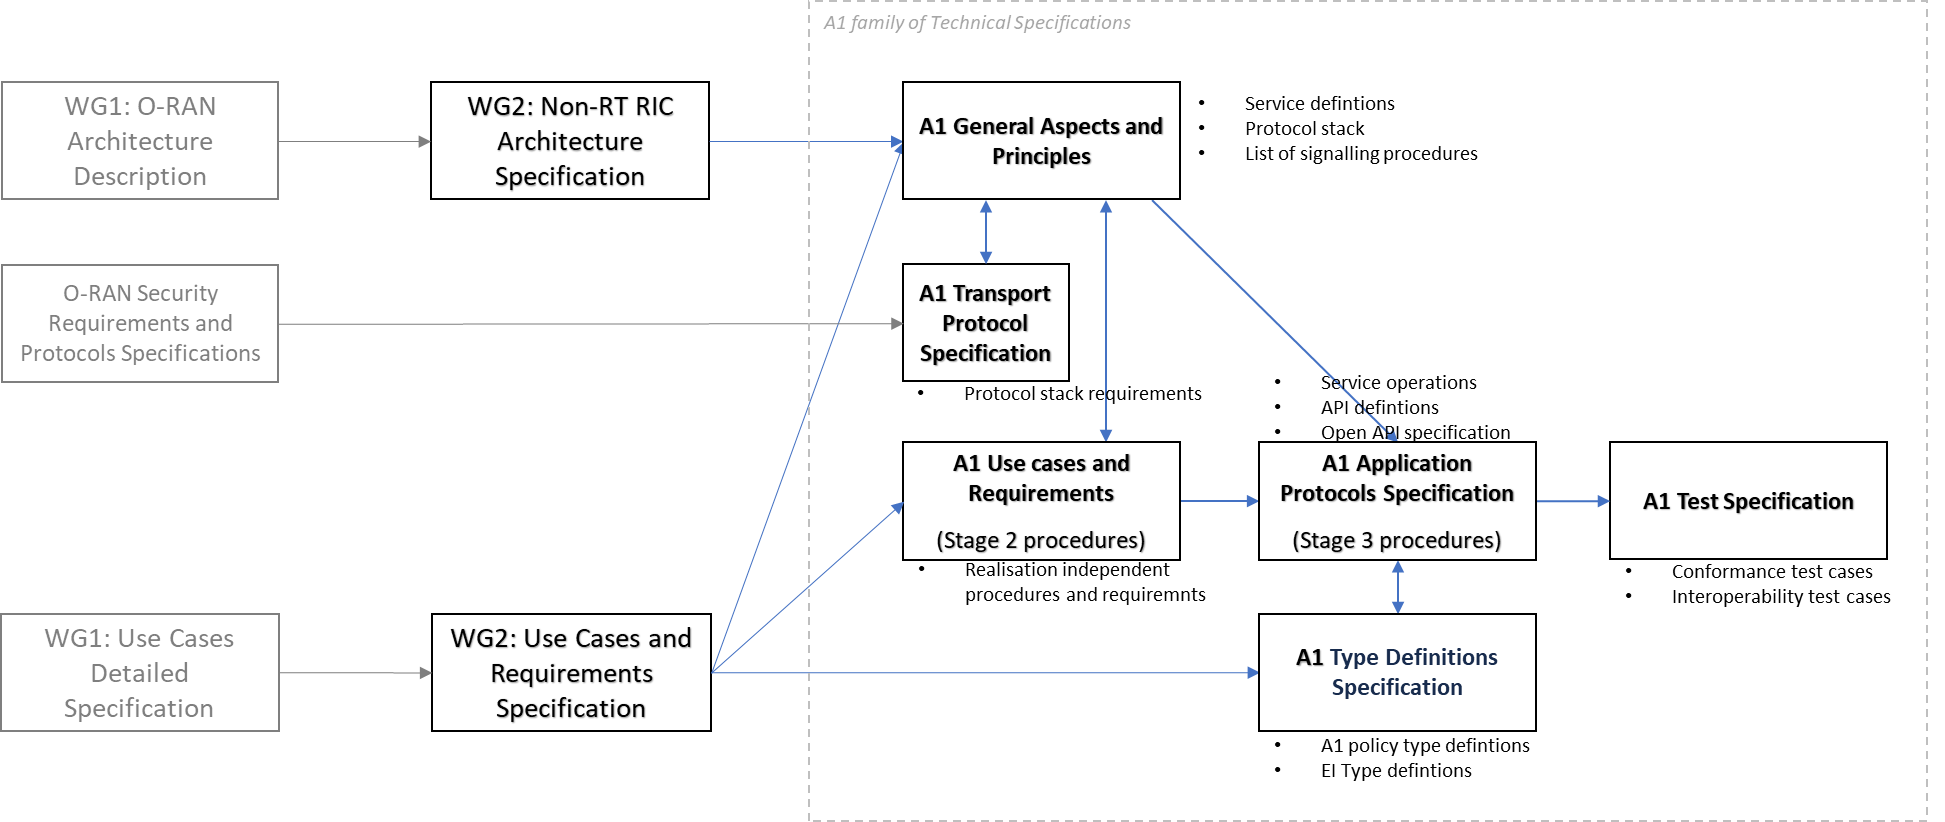 A1 family of Technical Specifications
WG1: O-RAN
Architecture
Description
WG2: Non-RT RIC
Architecture
Specification
A1 General Aspects and
Principles
• Service defintions
• Protocol stack
• List of signalling procedures
O-RAN Security
Requirements and
Protocols Specifications
A1 Transport
Protocol
Specification
• Protocol stack requirements
• Service operations
• API defintions
• Open API specification
A1 Use cases and
Requirements
(Stage 2 procedures)
• Realisation independent
procedures and requiremnts
A1 Application
Protocols Specification
(Stage 3 procedures)
A1 Test Specification
• Conformance test cases
• Interoperability test cases
WG1: Use Cases
Detailed
Specification
WG2: Use Cases and
Requirements
Specification
A1 Type Definitions
Specification
• A1 policy type defintions
• EI Type defintions